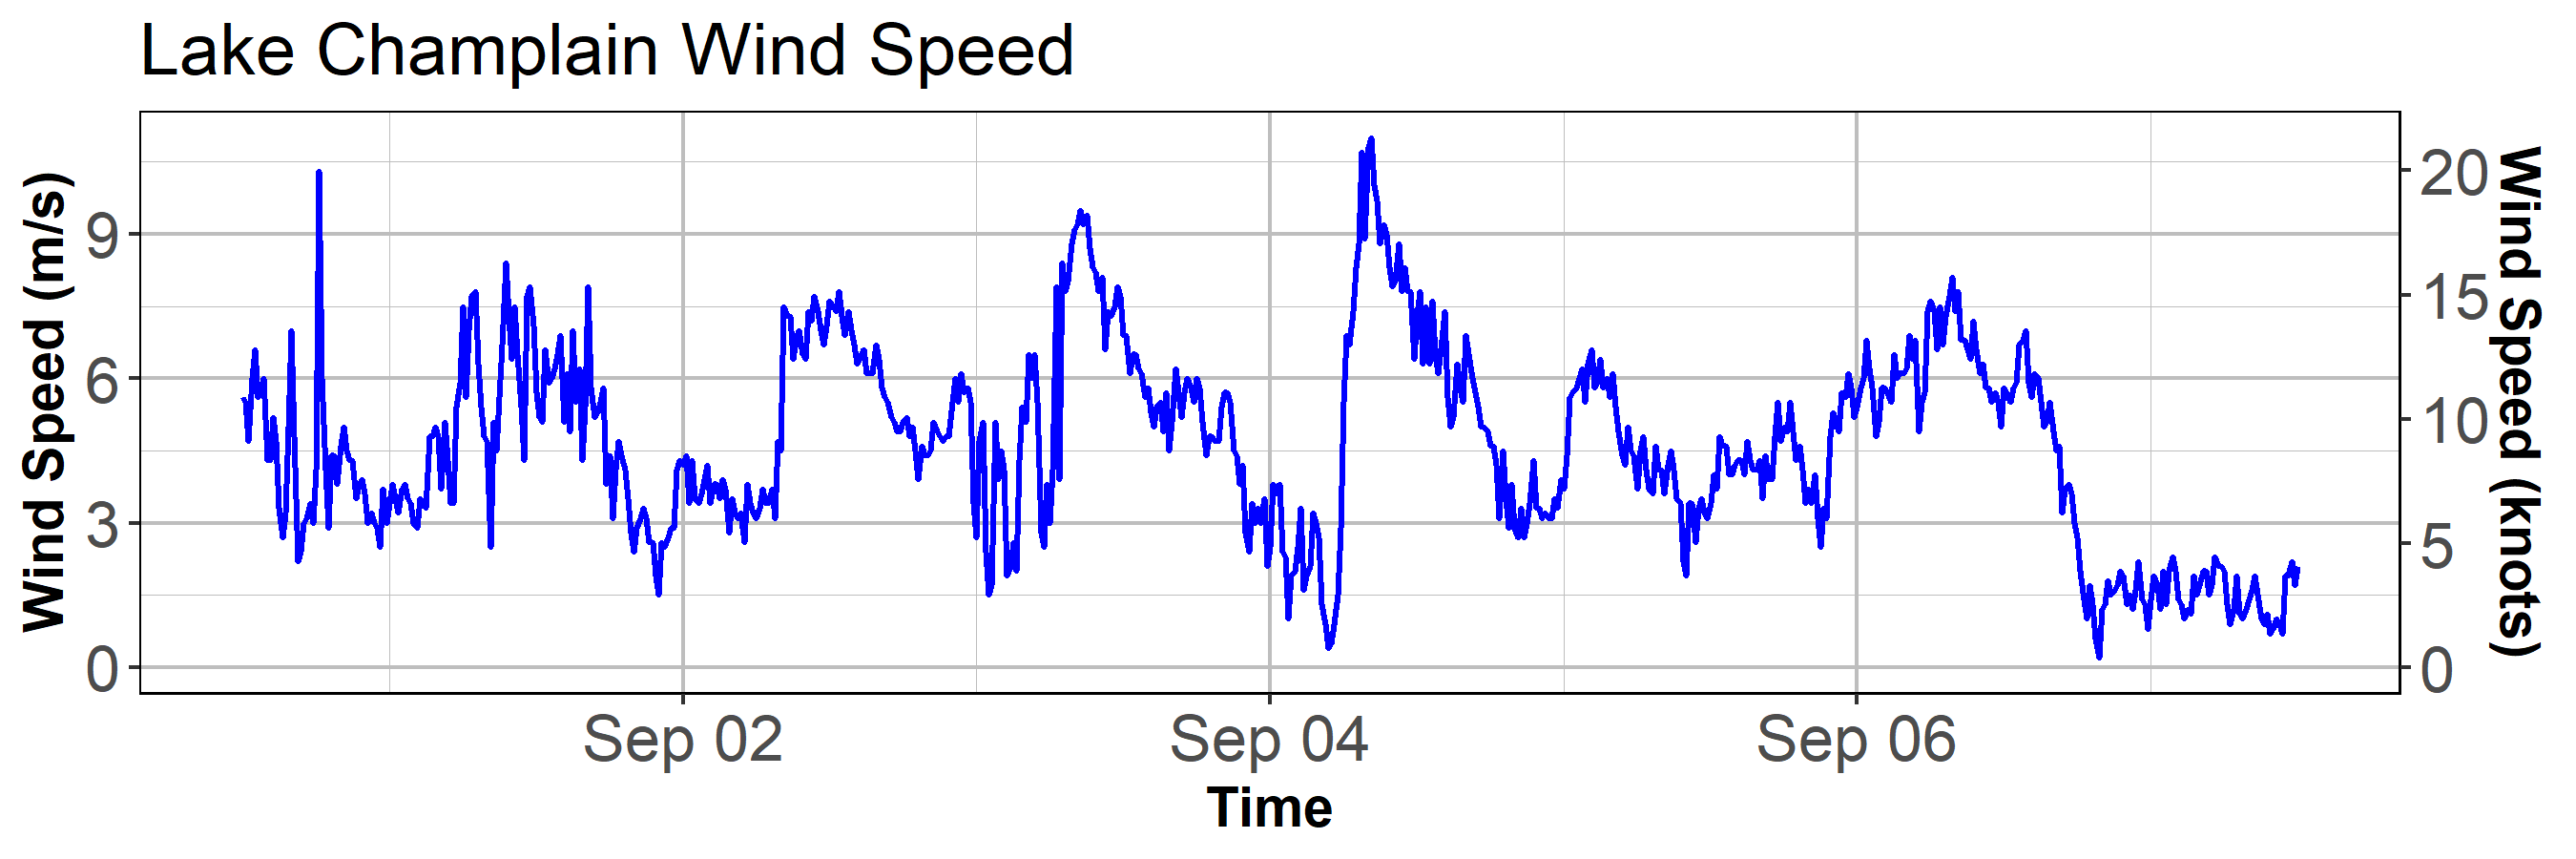 Lake Champlain Wind Speed
Wind Speed (m/s)
9
6
3
0
20
15
10
5
0
Wind Speed (knots)
Sep 02
Sep 04
Sep 06
Time